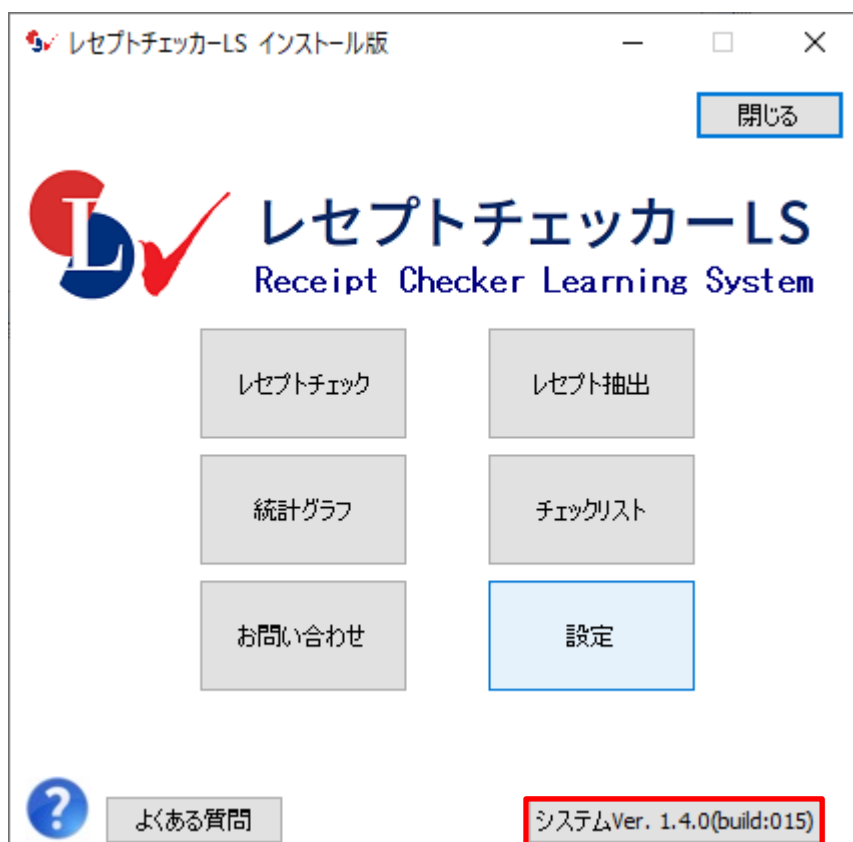 レセプトチェッカーLS インストール版
閉じる
L
レセプトチェッカーLS
Receipt Checker Learning System
レセプトチェック
レセプト抽出
統計グラフ
チェックリスト
お問い合わせ
設定
?
よくある質問
システムVer. 1.4.0(build:015)